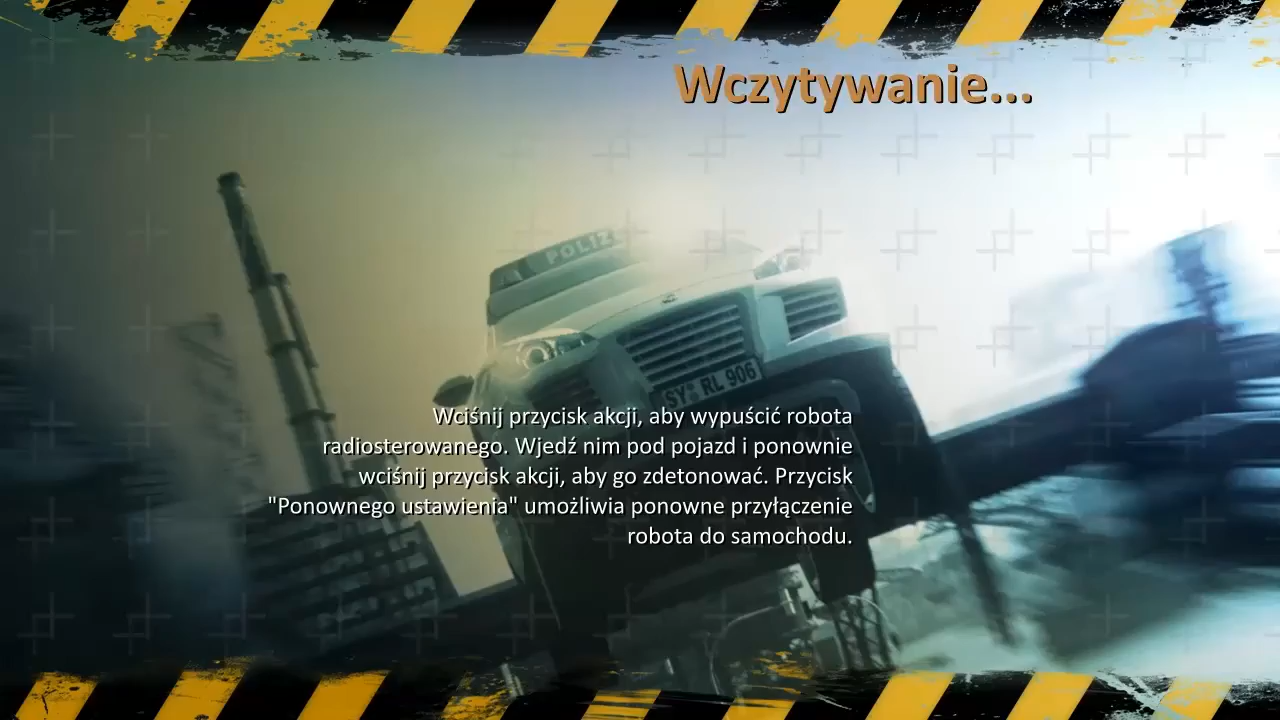 Wczytywanie...
POLIZ
SY RL 906
Wciśnij przycisk akcji, aby wypuścić robota
radiosterowanego. Wjedź nim pod pojazd i ponownie
wciśnij przycisk akcji, aby go zdetonować. Przycisk
"Ponownego ustawienia" umożliwia ponowne przyłączenie
robota do samochodu.